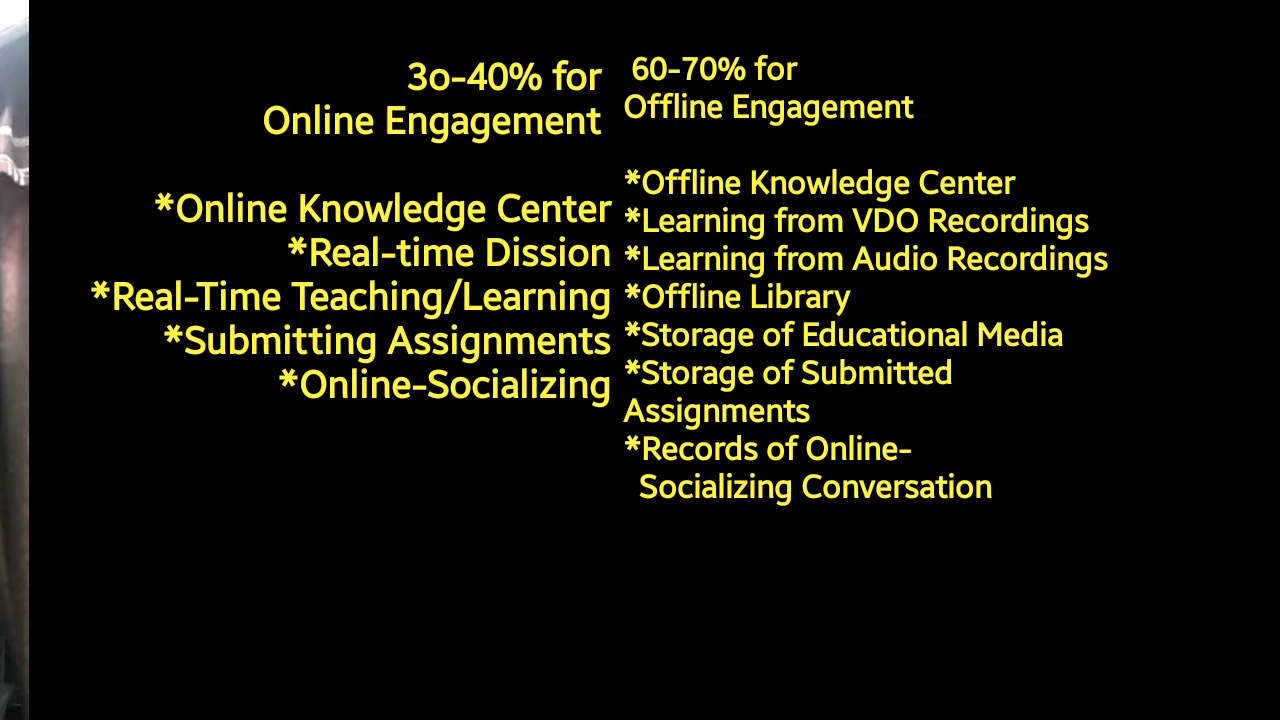 3o-40% for
Online Engagement
*Online Knowledge Center
*Real-time Dission
*Real-Time Teaching/Learning
*Submitting Assignments
*Online-Socializing
60-70% for
Offline Engagement
*Offline Knowledge Center
*Learning from VDO Recordings
*Learning from Audio Recordings
*Offline Library
*Storage of Educational Media
*Storage of Submitted
Assignments
*Records of Online-
Socializing Conversation